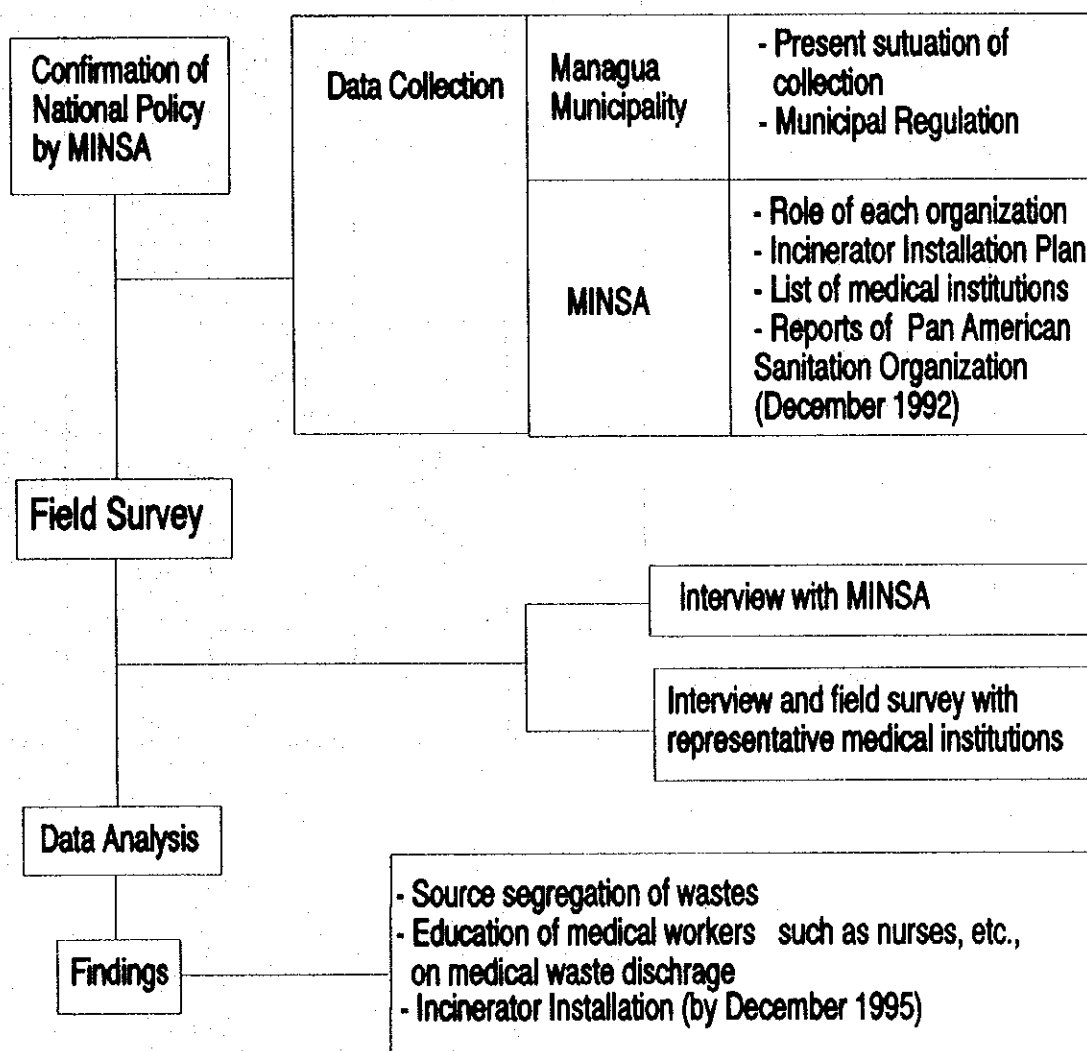 Confirmation of
National Policy
by MINSA
Data Collection
Managua
Municipality
- Present sutuation of
collection
- Municipal Regulation
MINSA
- Role of each organization
- Incinerator Installation Plan
- List of medical institutions
- Reports of Pan American
Sanitation Organization
(December 1992)
Field Survey
Interview with MINSA
Interview and field survey with
representative medical institutions
Data Analysis
Findings
- Source segregation of wastes
- Education of medical workers such as nurses, etc.,
on medical waste dischrage
- Incinerator Installation (by December 1995)